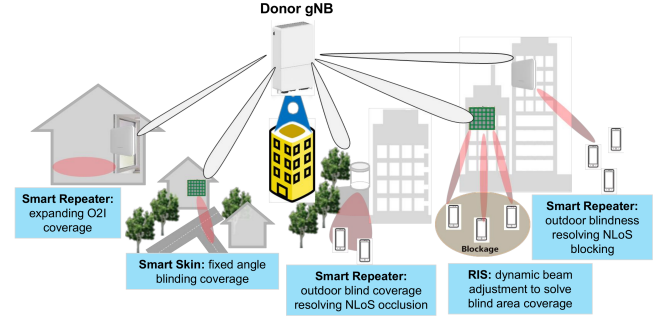 Donor gNB
Smart Repeater:
expanding O2I
coverage
Smart Skin: fixed angle
blinding coverage
Smart Repeater:
outdoor blind coverage
resolving NLoS occlusion
Blockage
RIS: dynamic beam
adjustment to solve
blind area coverage
Smart Repeater:
outdoor blindness
resolving NLoS
blocking